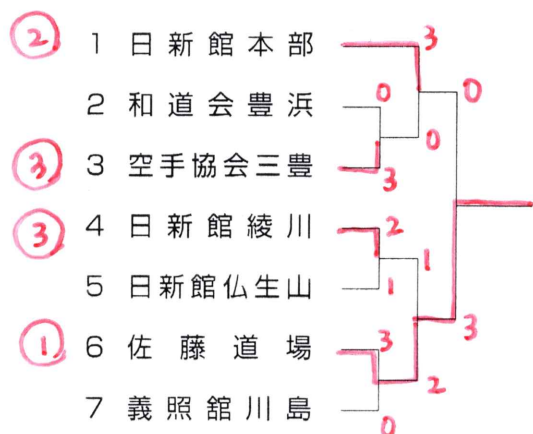 ② 1 日新館本部 3
2 和道会豊浜 0 0
③ 3 空手協会三豊 3 0
③ 4 日新館綾川 2 1
5 日新館仏生山 1
① 6 佐藤道場 3 2 3
7 義照舘川島 0